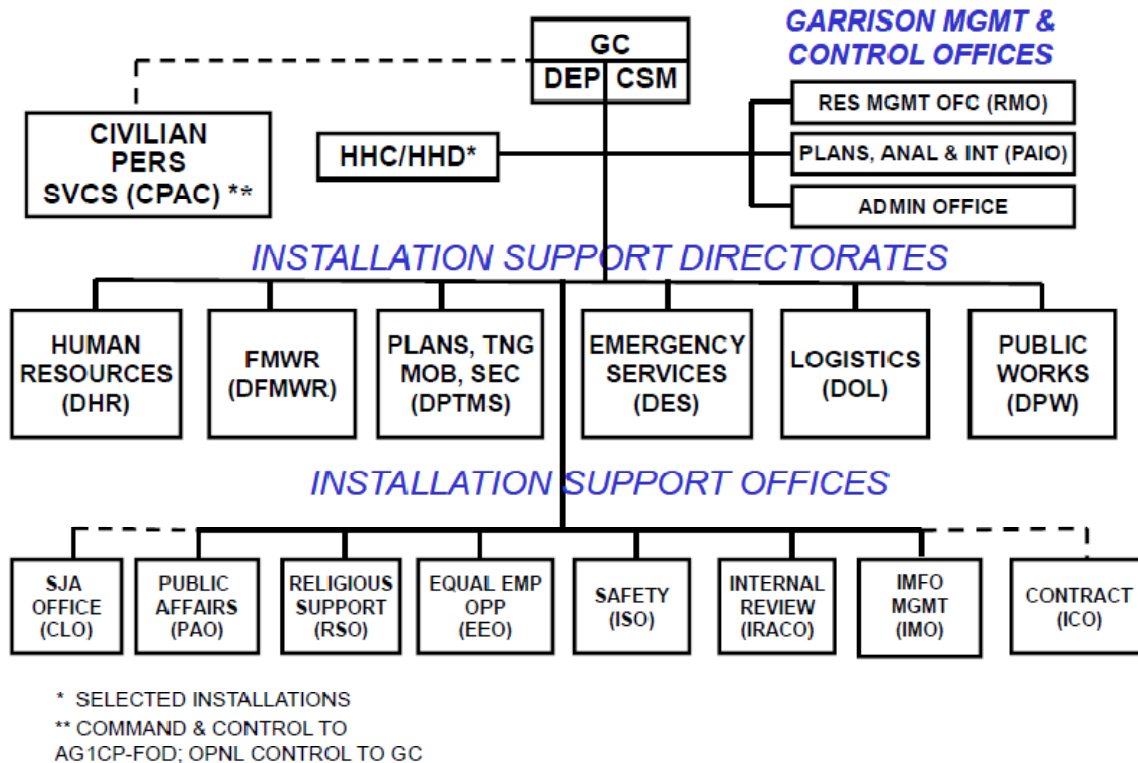 GARRISON MGMT &
CONTROL OFFICES
GC
DEP CSM
CIVILIAN
PERS
SVCS (CPAC) **
HHC/HHD*
RES MGMT OFC (RMO)
PLANS, ANAL & INT (PAIO)
ADMIN OFFICE
INSTALLATION SUPPORT DIRECTORATES
HUMAN
RESOURCES
(DHR)
FMWR
(DFMWR)
PLANS, TNG
MOB, SEC
(DPTMS)
EMERGENCY
SERVICES
(DES)
LOGISTICS
(DOL)
PUBLIC
WORKS
(DPW)
INSTALLATION SUPPORT OFFICES
SJA
OFFICE
(CLO)
PUBLIC
AFFAIRS
(PAO)
RELIGIOUS
SUPPORT
(RSO)
EQUAL EMP
OPP
(EEO)
SAFETY
(ISO)
INTERNAL
REVIEW
(IRACO)
IMFO
MGMT
(IMO)
CONTRACT
(ICO)
* SELECTED INSTALLATIONS
** COMMAND & CONTROL TO
AG1CP-FOD; OPNL CONTROL TO GC